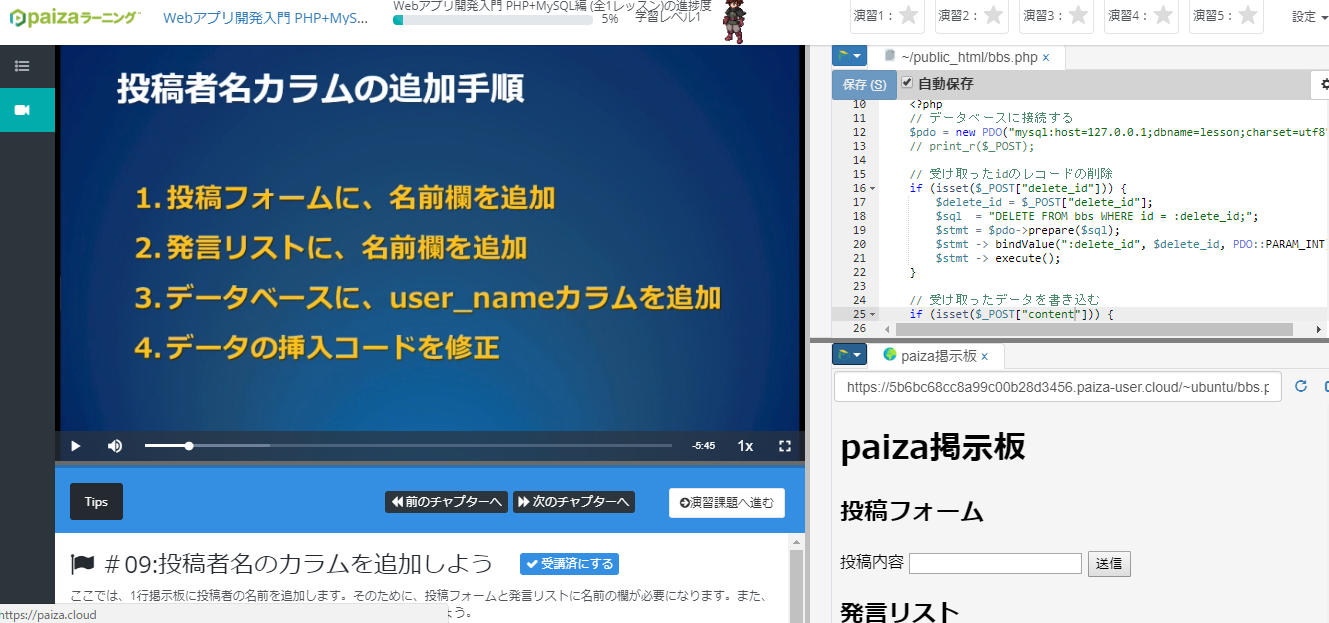 paizaラーニング
Webアプリ開発入門 PHP+MyS...
Webアプリ開発入門 PHP+MySQL編 (全1レッスン)の進捗度
5% 学習レベル1
演習1： 演習2： 演習3： 演習4： 演習5： 設定
投稿者名カラムの追加手順
1. 投稿フォームに、名前欄を追加
2. 発言リストに、名前欄を追加
3. データベースに、user_nameカラムを追加
4. データの挿入コードを修正
-5:45 1x
Tips
前のチャプターへ 次のチャプターへ 演習課題へ進む
# 09:投稿者名のカラムを追加しよう 受講済にする
ここでは、1行掲示板に投稿者の名前を追加します。そのために、投稿フォームと発言リストに名前の欄が必要になります。また、
よう。
https://paiza.cloud
~/public_html/bbs.php ×
保存 (S) 自動保存
10 <?php
11 // データベースに接続する
12 $pdo = new PDO("mysql:host=127.0.0.1;dbname=lesson;charset=utf8"
13 // print_r($_POST);
14
15 // 受け取ったidのレコードの削除
16 if (isset($_POST["delete_id"])) {
17 $delete_id = $_POST["delete_id"];
18 $sql = "DELETE FROM bbs WHERE id = :delete_id;";
19 $stmt = $pdo->prepare($sql);
20 $stmt -> bindValue(":delete_id", $delete_id, PDO::PARAM_INT
21 $stmt -> execute();
22 }
23
24 // 受け取ったデータを書き込む
25 if (isset($_POST["content"])) {
26
paiza掲示板 ×
https://5b6bc68cc8a99c00b28d3456.paiza-user.cloud/~ubuntu/bbs.p
paiza掲示板
投稿フォーム
投稿内容 送信
発言リスト